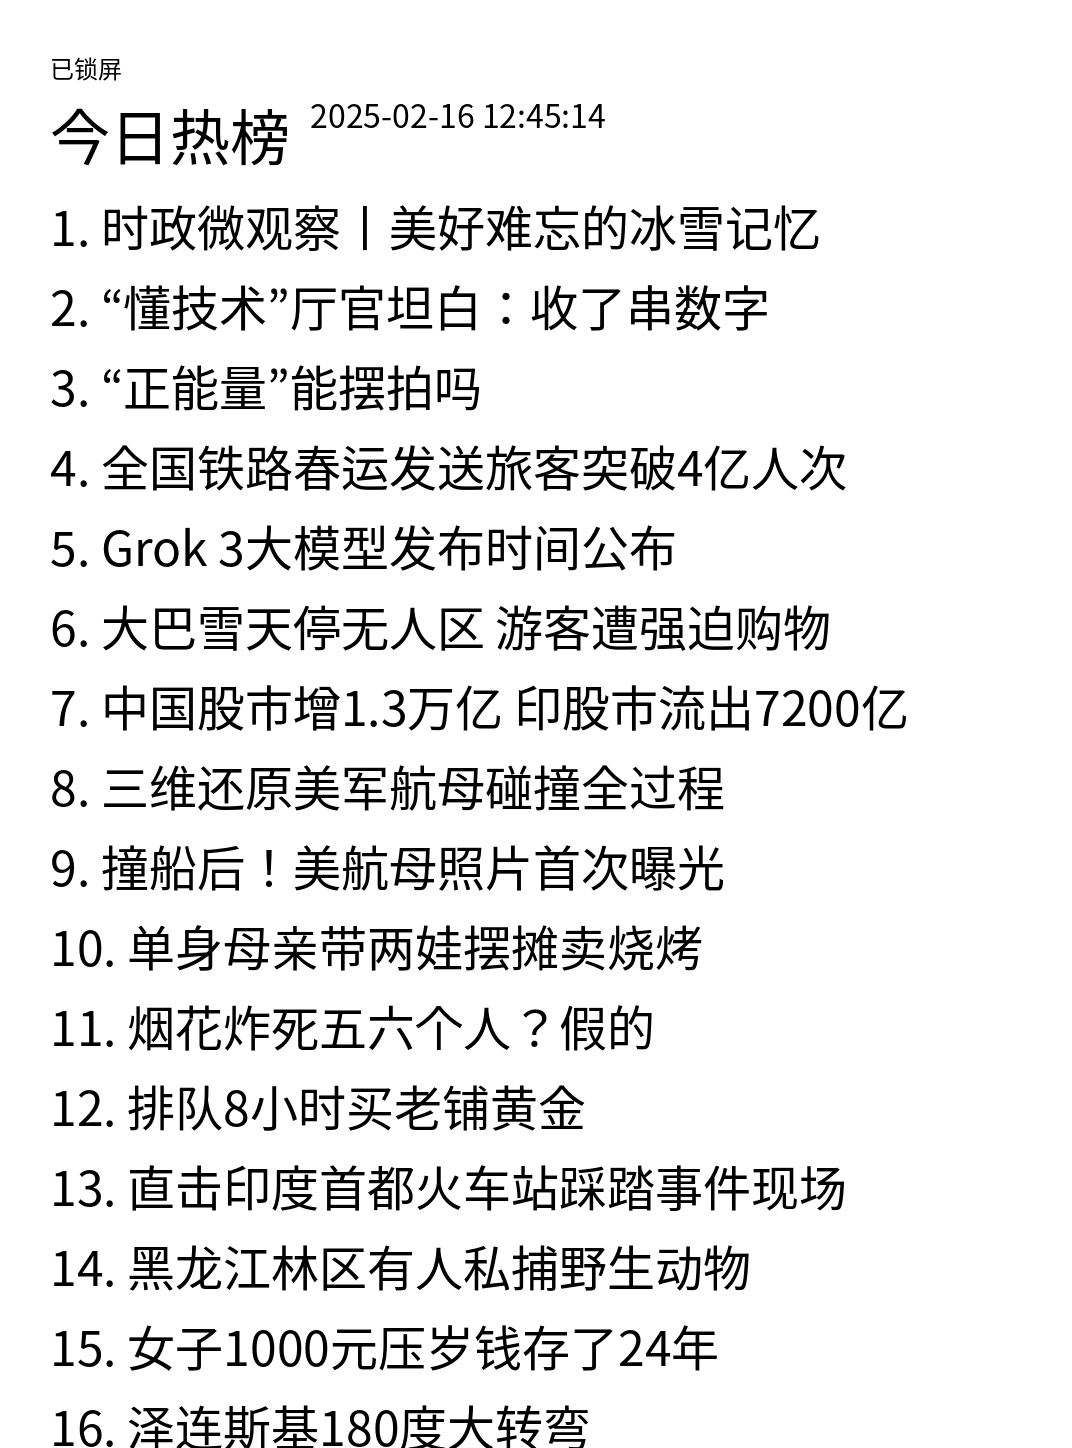 已锁屏
今日热榜 2025-02-16 12:45:14
1. 时政微观察丨美好难忘的冰雪记忆
2. “懂技术”厅官坦白：收了串数字
3. “正能量”能摆拍吗
4. 全国铁路春运发送旅客突破4亿人次
5. Grok 3大模型发布时间公布
6. 大巴雪天停无人区 游客遭强迫购物
7. 中国股市增1.3万亿 印股市流出7200亿
8. 三维还原美军航母碰撞全过程
9. 撞船后！美航母照片首次曝光
10. 单身母亲带两娃摆摊卖烧烤
11. 烟花炸死五六个人？假的
12. 排队8小时买老铺黄金
13. 直击印度首都火车站踩踏事件现场
14. 黑龙江林区有人私捕野生动物
15. 女子1000元压岁钱存了24年
16. 泽连斯基180度大转弯